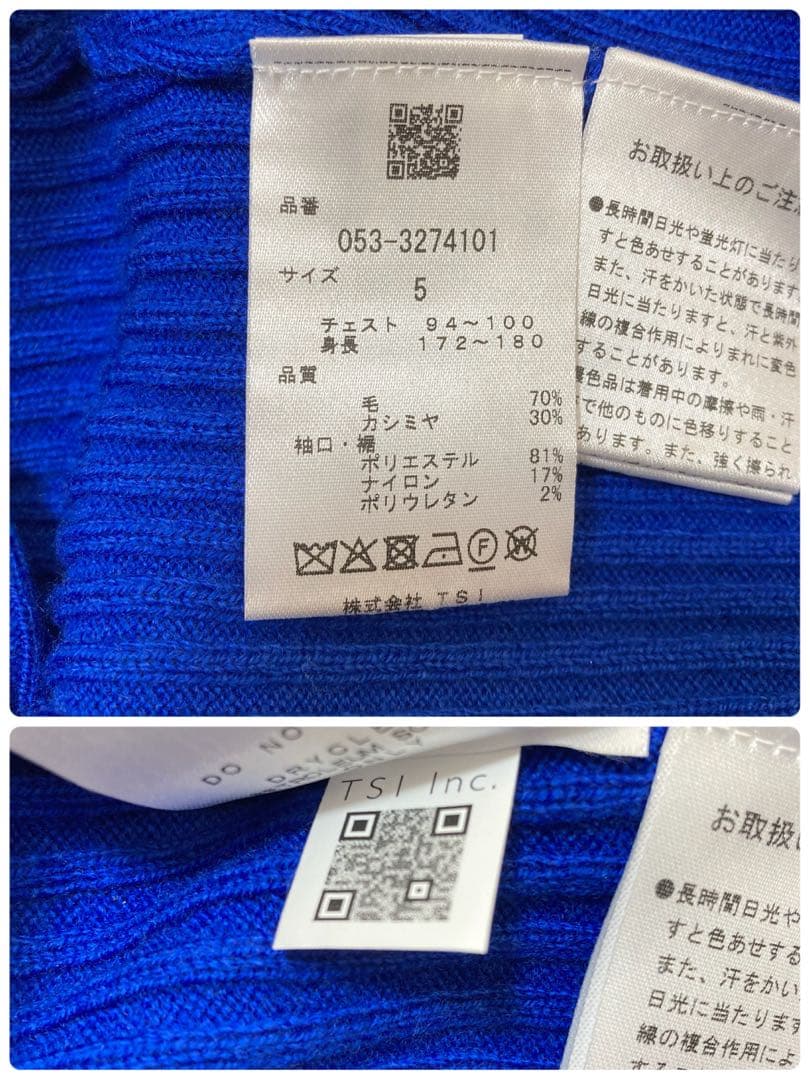 品番
053-3274101
サイズ
5
チェスト 94～100
身長 172～180
品質
毛 70%
カシミヤ 30%
袖口・裾
ポリエステル 81%
ナイロン 17%
ポリウレタン 2%
F
W
株式会社 TSI
お取扱い上のご注
●長時間日光や蛍光灯に当たり
すと色あせすることがあります
また、汗をかいた状態で長時間
日光に当たりますと、汗と紫外
線の複合作用によりまれに変色
することがあります。
色品は着用中の摩擦や雨・汗
で他のものに色移りすること
あります。また、強く擦られ
DO NO
DRYCLE
ONLY
TSI Inc.
お取扱い
●長時間日光や
すと色あせする
また、汗をかい
日光に当たりま
線の複合作用によ